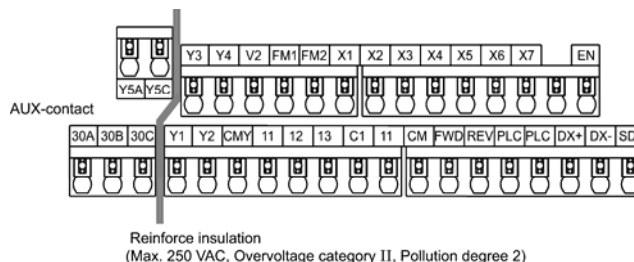 Y3 Y4 V2 FM1 FM2 X1 X2 X3 X4 X5 X6 X7 EN
Y5A Y5C
AUX-contact
30A 30B 30C Y1 Y2 CMY 11 12 13 C1 11 CM FWD REV PLC PLC DX+ DX- SD
Reinforce insulation
(Max. 250 VAC, Overvoltage category II, Pollution degree 2)